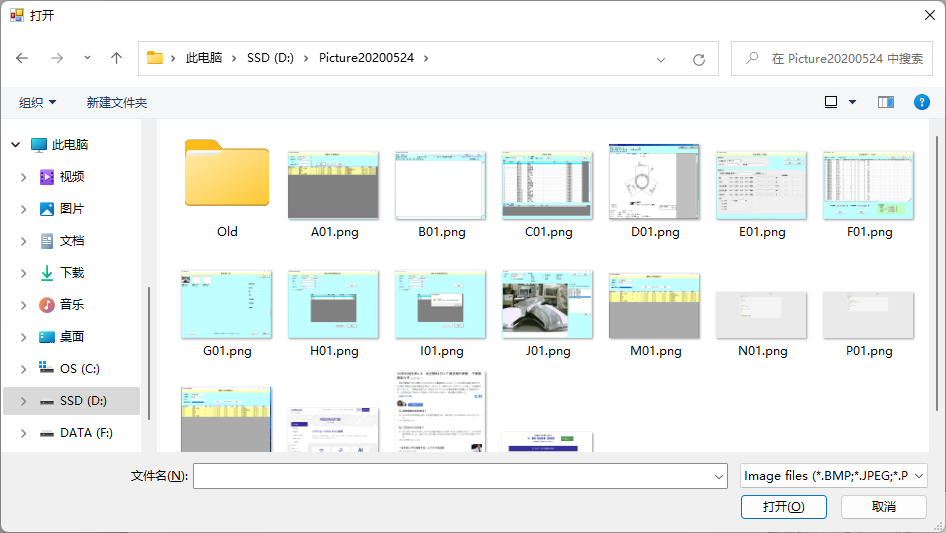 打开
此电脑
SSD (D:)
Picture20200524
在 Picture20200524 中搜索
组织
新建文件夹
此电脑
视频
图片
文档
下载
音乐
桌面
OS (C:)
SSD (D:)
DATA (F:)
Old
A01.png
B01.png
C01.png
D01.png
E01.png
F01.png
G01.png
H01.png
I01.png
J01.png
M01.png
N01.png
P01.png
文件名(N):
Image files (*.BMP;*.JPEG;*.P
打开(O)
取消